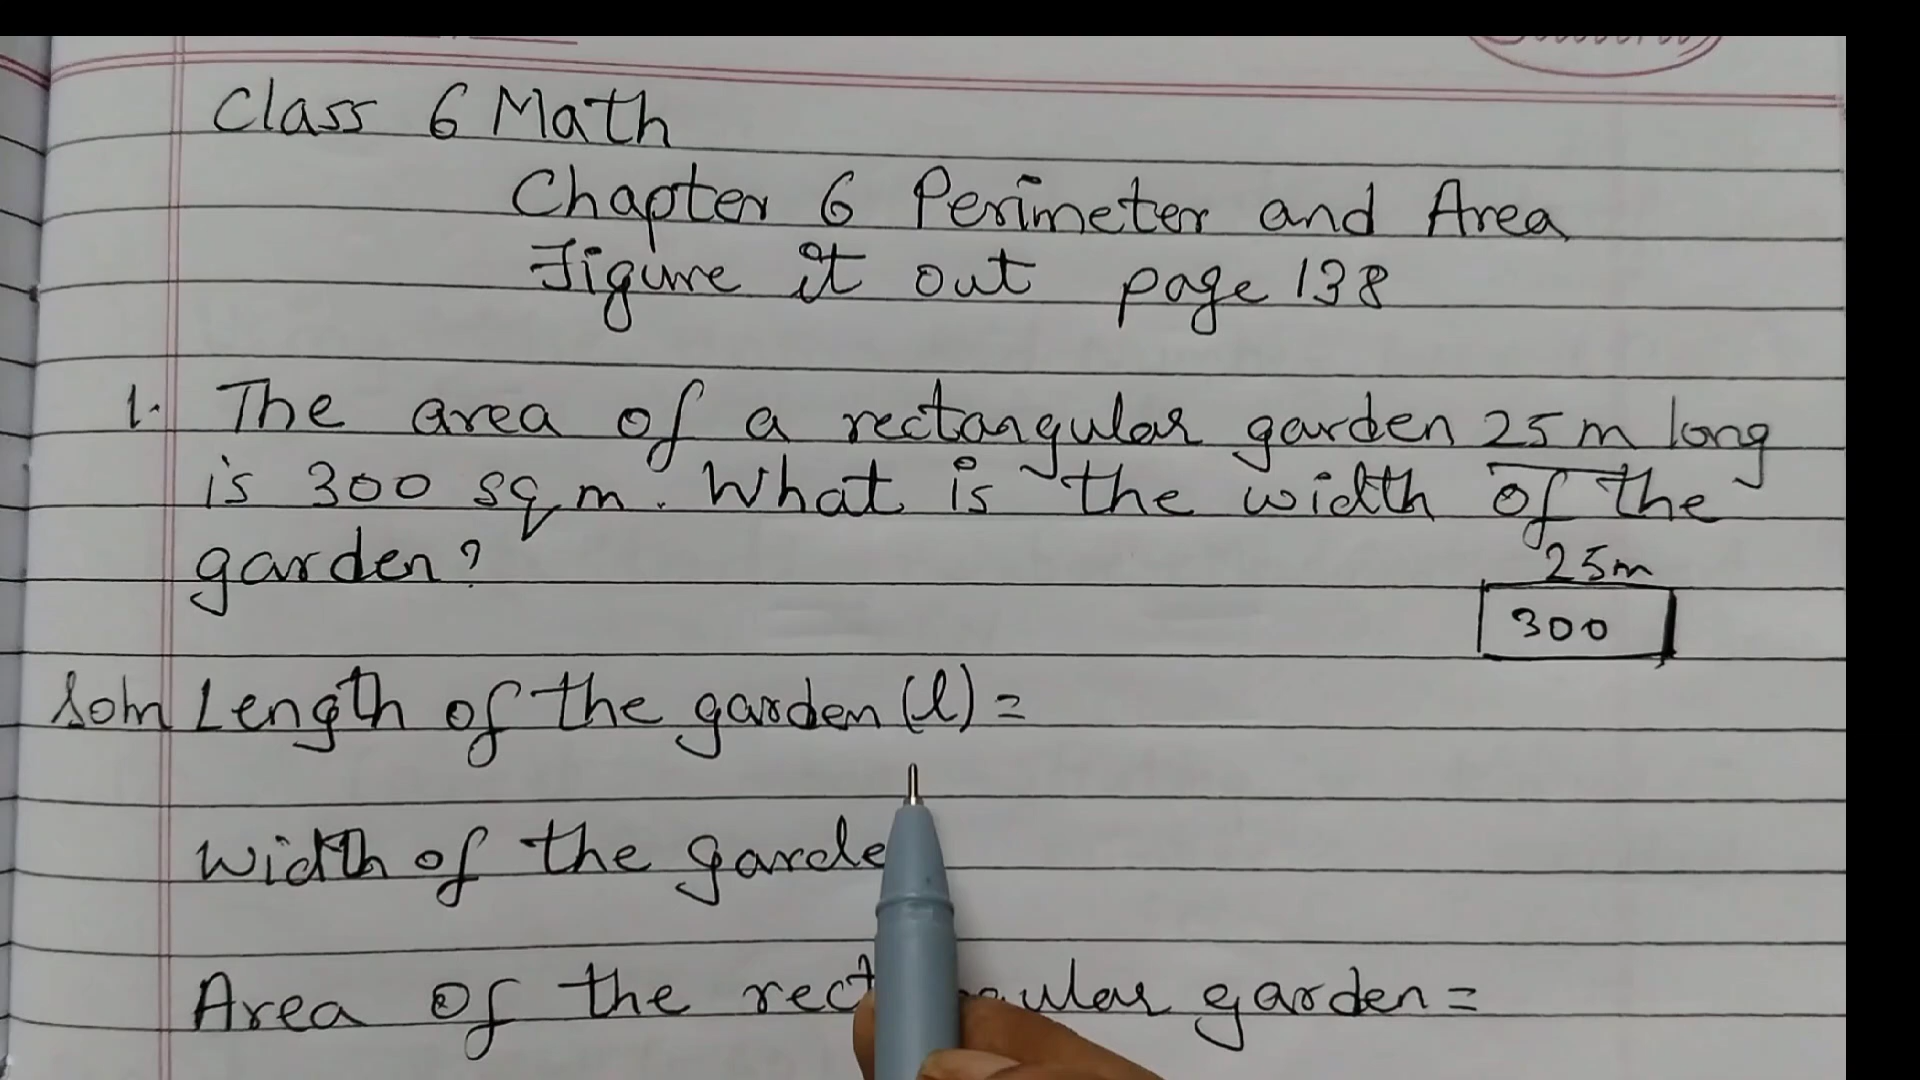 Class 6 Math
Chapter 6 Perimeter and Area
Figure it out page 138
1. The area of a rectangular garden 25 m long
is 300 sq m. What is the width of the
garden?
25m
300
Soln Length of the garden (l) =
Width of the garde
Area of the rect gular garden =